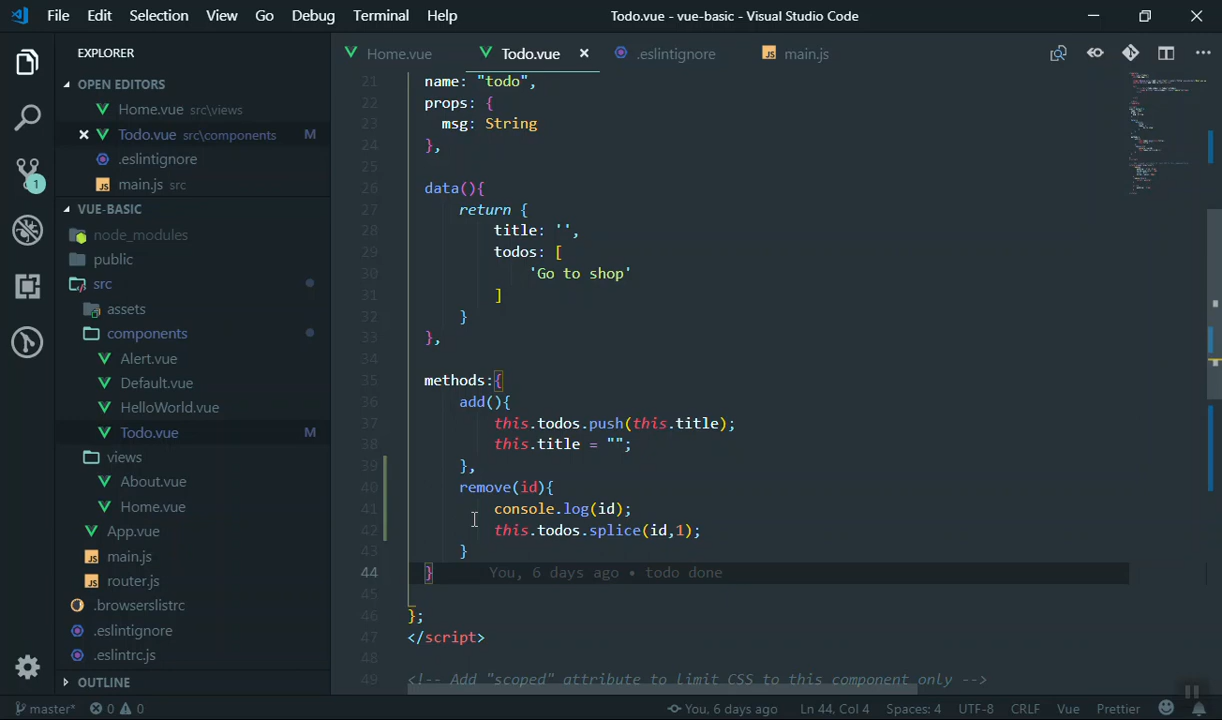 File Edit Selection View Go Debug Terminal Help
Todo.vue - vue-basic - Visual Studio Code
EXPLORER
OPEN EDITORS
Home.vue src\views
Todo.vue src\components M
.eslintignore
main.js src
1
VUE-BASIC
node_modules
public
src
assets
components
Alert.vue
Default.vue
HelloWorld.vue
Todo.vue M
views
About.vue
Home.vue
App.vue
main.js
router.js
.browserslistrc
.eslintignore
.eslintrc.js
OUTLINE
Home.vue Todo.vue .eslintignore main.js
21 name: "todo",
22 props: {
23 msg: String
24 },
25
26 data(){
27 return {
28 title: '',
29 todos: [
30 'Go to shop'
31 ]
32 }
33 },
34
35 methods:{
36 add(){
37 this.todos.push(this.title);
38 this.title = "";
39 },
40 remove(id){
41 console.log(id);
42 this.todos.splice(id,1);
43 }
44 } You, 6 days ago • todo done
45
46 };
47 </script>
48
49 <!-- Add "scoped" attribute to limit CSS to this component only -->
master* 0 0 You, 6 days ago Ln 44, Col 4 Spaces: 4 UTF-8 CRLF Vue Prettier